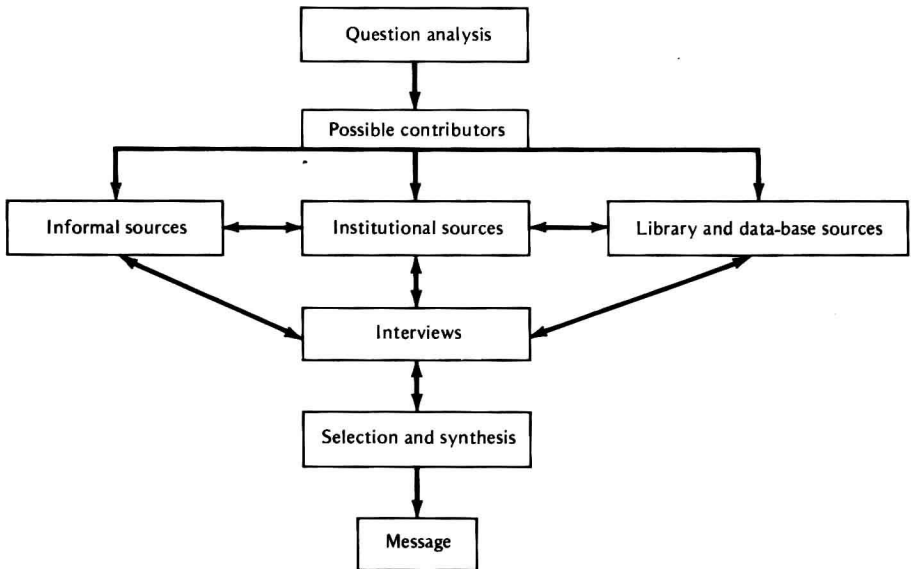 Question analysis
Possible contributors
Informal sources
Institutional sources
Library and data-base sources
Interviews
Selection and synthesis
Message